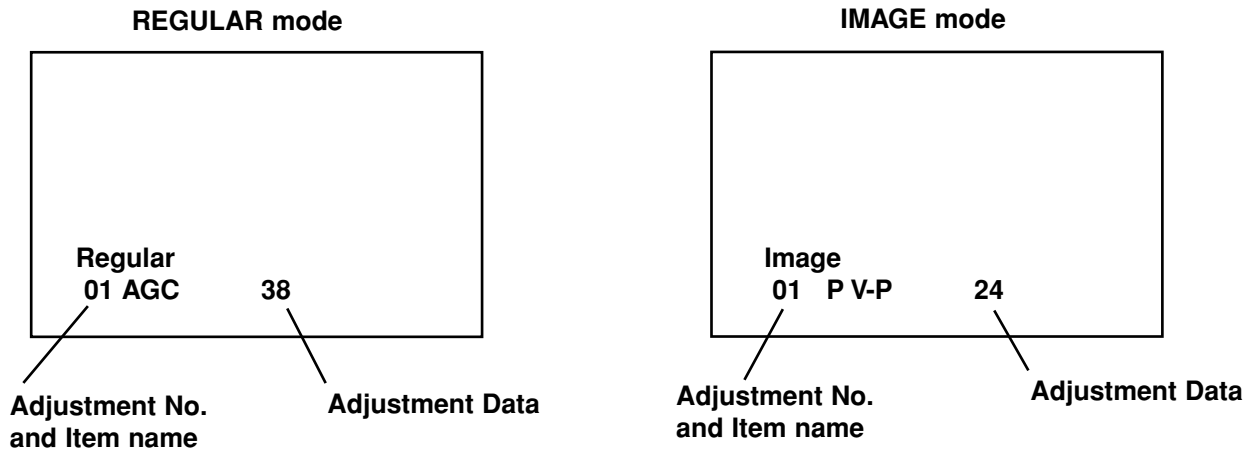 REGULAR mode
Regular
01 AGC 38
Adjustment No.
and Item name
Adjustment Data
IMAGE mode
Image
01 P V-P 24
Adjustment No.
and Item name
Adjustment Data